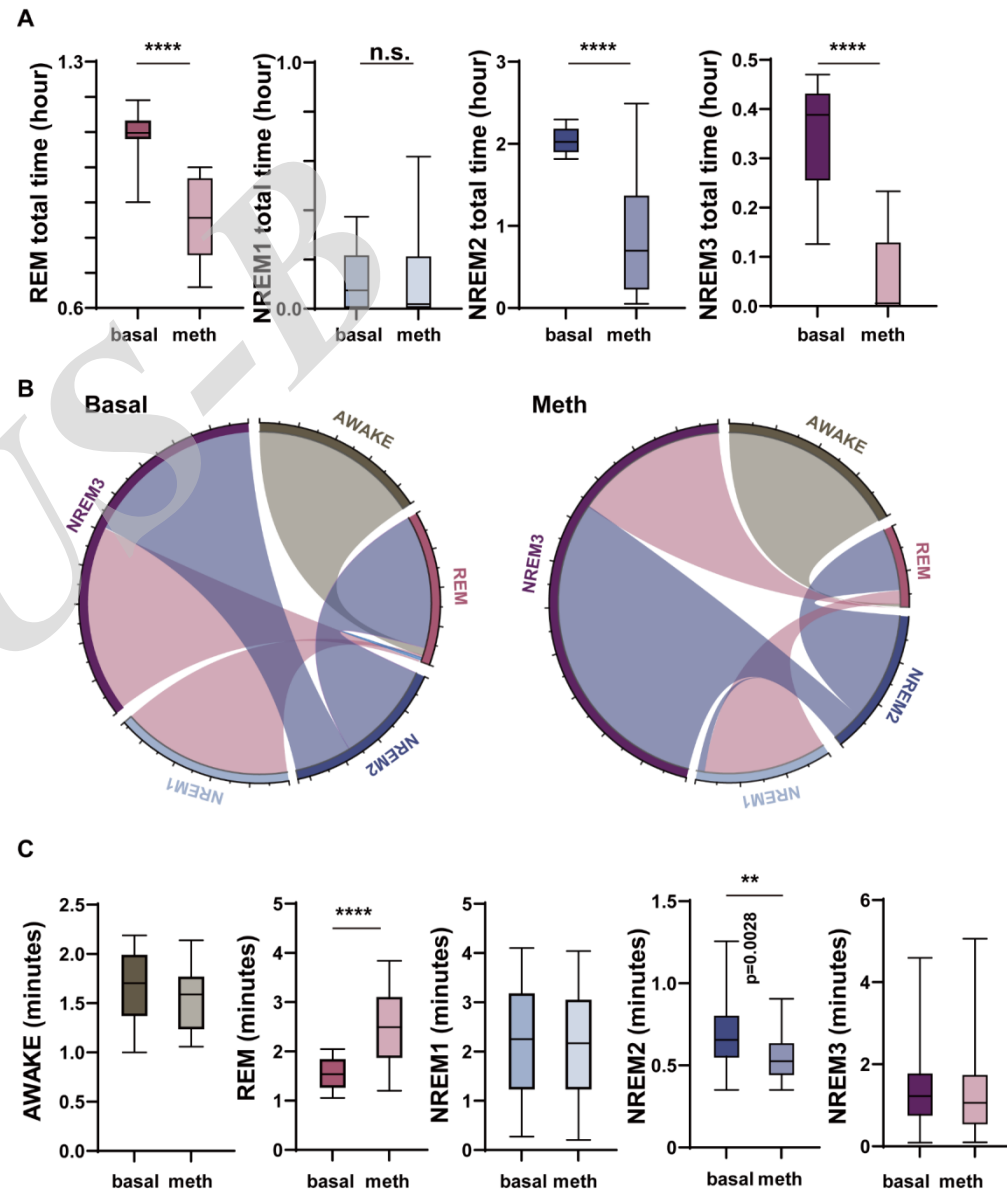 A
REM total time (hour)
1.3
0.6
****
basal meth
NREM1 total time (hour)
1.0
0.0
n.s.
basal meth
NREM2 total time (hour)
3
2
1
0
****
basal meth
NREM3 total time (hour)
0.5
0.4
0.3
0.2
0.1
0.0
****
basal meth
US-B
B
Basal
AWAKE
REM
NREM2
NREM1
NREM3
Meth
AWAKE
REM
NREM2
NREM1
NREM3
C
AWAKE (minutes)
2.5
2.0
1.5
1.0
0.5
0.0
basal meth
REM (minutes)
5
4
3
2
1
0
****
basal meth
NREM1 (minutes)
5
4
3
2
1
0
basal meth
NREM2 (minutes)
1.5
1.0
0.5
0
**
p=0.0028
basal meth
NREM3 (minutes)
6
4
2
0
basal meth